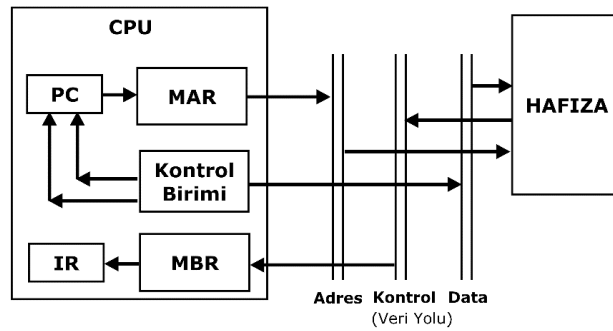 CPU
PC
MAR
HAFIZA
Kontrol
Birimi
IR
MBR
Adres Kontrol Data
(Veri Yolu)